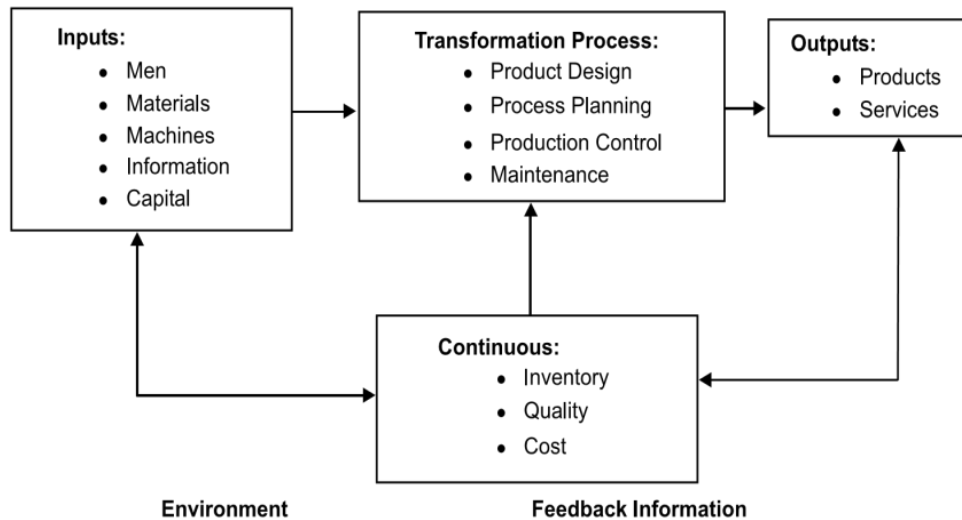 Inputs:
• Men
• Materials
• Machines
• Information
• Capital
Transformation Process:
• Product Design
• Process Planning
• Production Control
• Maintenance
Outputs:
• Products
• Services
Continuous:
• Inventory
• Quality
• Cost
Environment
Feedback Information